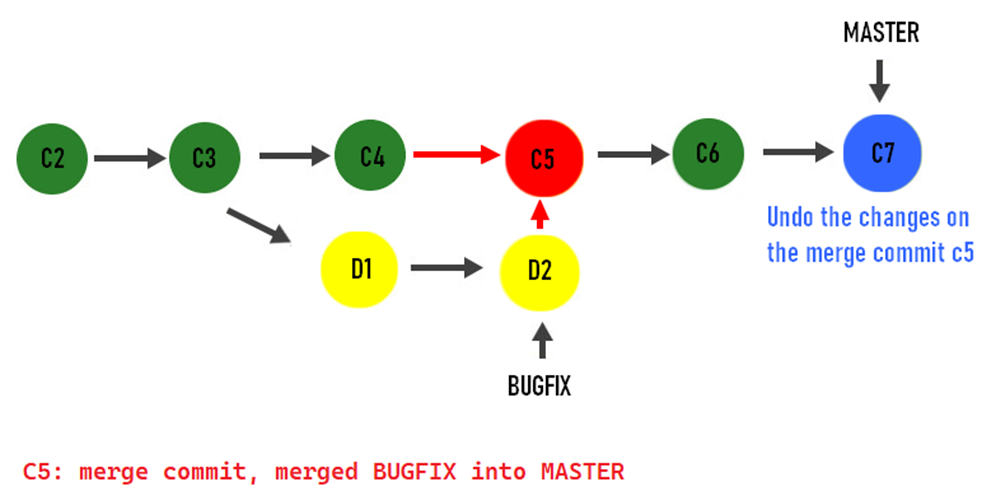 MASTER
C2
C3
C4
C5
C6
C7
Undo the changes on
the merge commit c5
D1
D2
BUGFIX
C5: merge commit, merged BUGFIX into MASTER